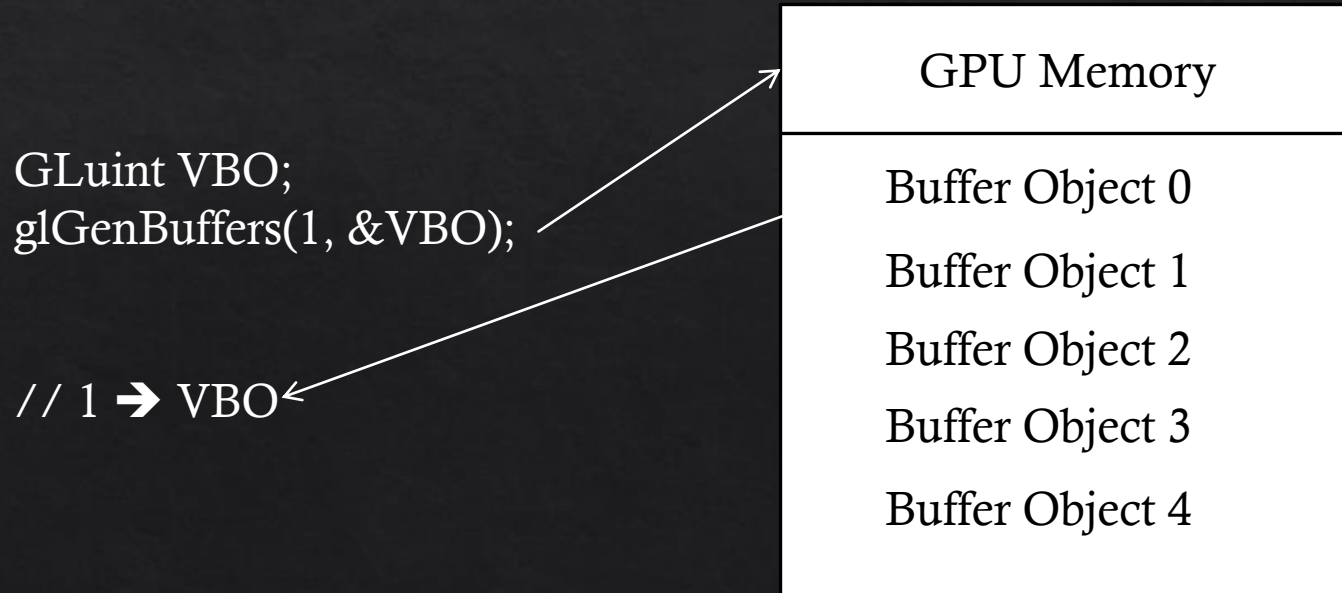 GPU Memory
GLuint VBO;
glGenBuffers(1, &VBO);
// 1 ➔ VBO
Buffer Object 0
Buffer Object 1
Buffer Object 2
Buffer Object 3
Buffer Object 4